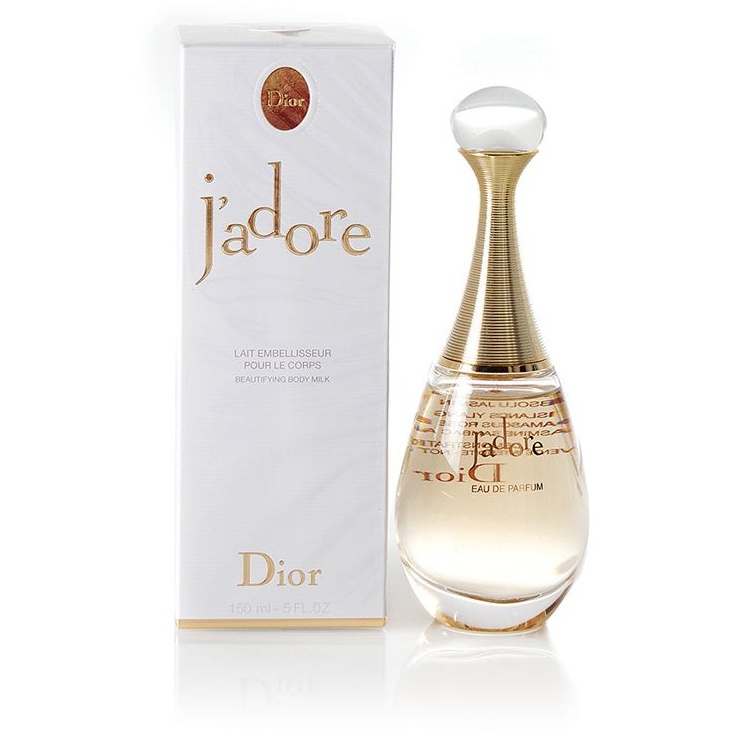 Dior
j'adore
LAIT EMBELLISSEUR
POUR LE CORPS
BEAUTIFYING BODY MILK
Dior
150 ml - 5 FL.OZ
j'adore
Dior
EAU DE PARFUM